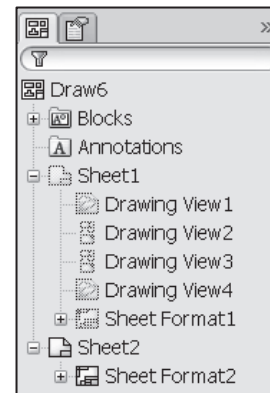 »
Draw6
Blocks
A Annotations
Sheet1
Drawing View1
Drawing View2
Drawing View3
Drawing View4
Sheet Format1
Sheet2
Sheet Format2